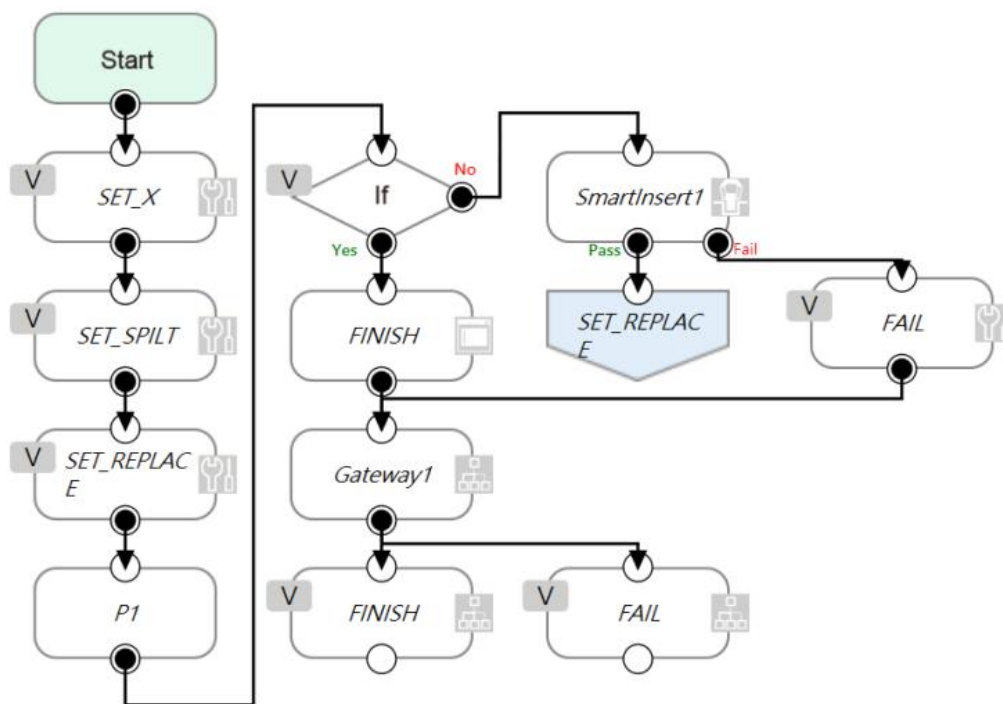 Start
V
SET_X
V
SET_SPILT
V
SET_REPLAC
E
P1
V
If
No
Yes
V
FINISH
Gateway1
V
FINISH
SmartInsert1
Pass
Fail
SET_REPLAC
E
V
FAIL
V
FAIL